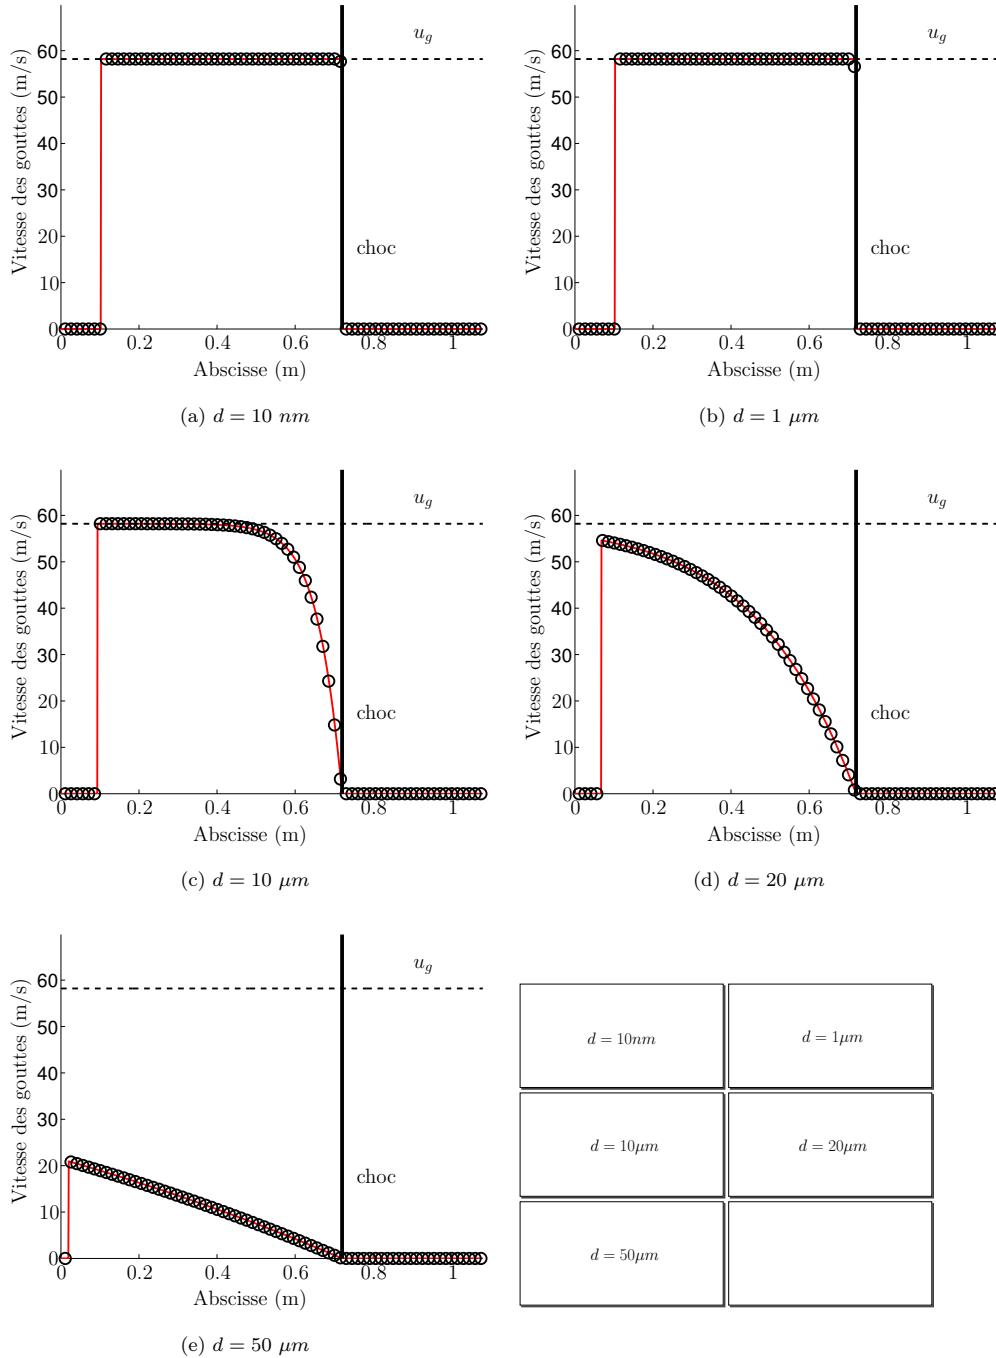 Vitesse des gouttes (m/s)
60
50
40
30
20
10
0
u_g
choc
0 0.2 0.4 0.6 0.8 1
Abscisse (m)
(a) d = 10 nm
Vitesse des gouttes (m/s)
60
50
40
30
20
10
0
u_g
choc
0 0.2 0.4 0.6 0.8 1
Abscisse (m)
(b) d = 1 μm
Vitesse des gouttes (m/s)
60
50
40
30
20
10
0
u_g
choc
0 0.2 0.4 0.6 0.8 1
Abscisse (m)
(c) d = 10 μm
Vitesse des gouttes (m/s)
60
50
40
30
20
10
0
u_g
choc
0 0.2 0.4 0.6 0.8 1
Abscisse (m)
(d) d = 20 μm
Vitesse des gouttes (m/s)
60
50
40
30
20
10
0
u_g
choc
0 0.2 0.4 0.6 0.8 1
Abscisse (m)
(e) d = 50 μm
d = 10nm
d = 1μm
d = 10μm
d = 20μm
d = 50μm